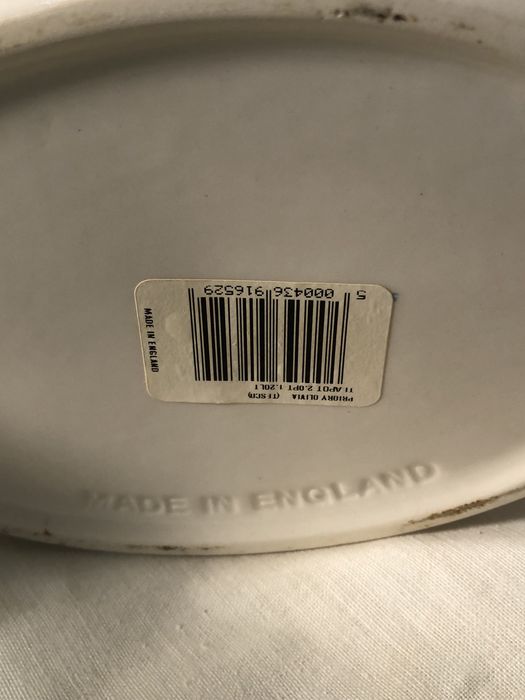 PRIORY OLIVIA (TESCO)
TEAPOT 2.0PT 1.20LT
5 000436 916529
MADE IN ENGLAND
MADE IN ENGLAND